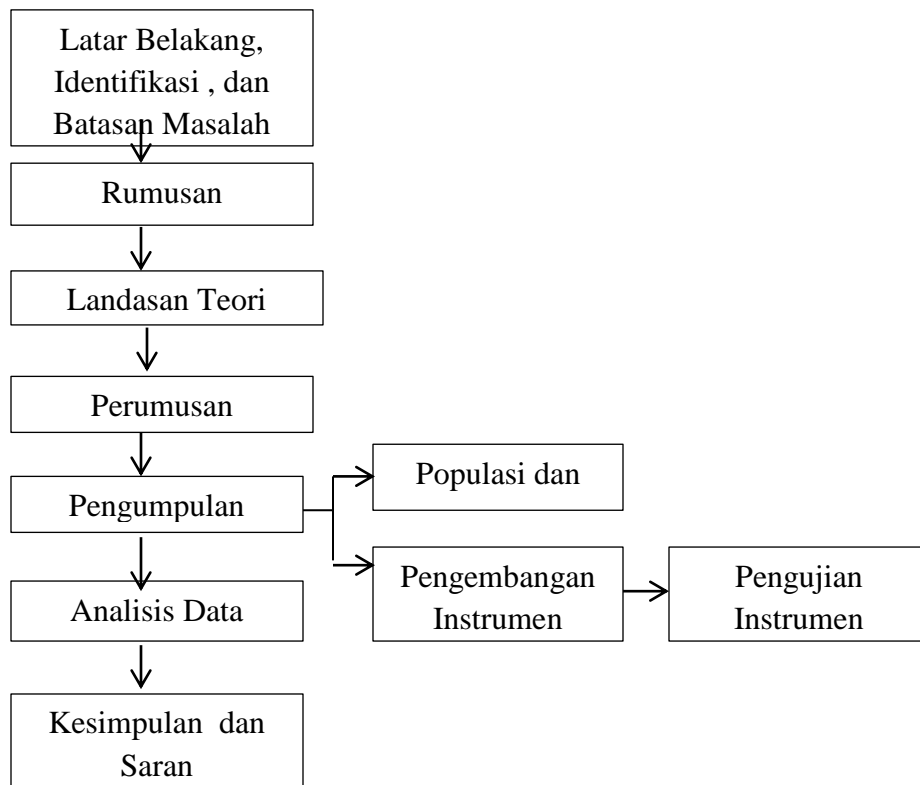 Latar Belakang,
Identifikasi , dan
Batasan Masalah
Rumusan
Landasan Teori
Perumusan
Pengumpulan
Populasi dan
Pengembangan
Instrumen
Pengujian
Instrumen
Analisis Data
Kesimpulan dan
Saran